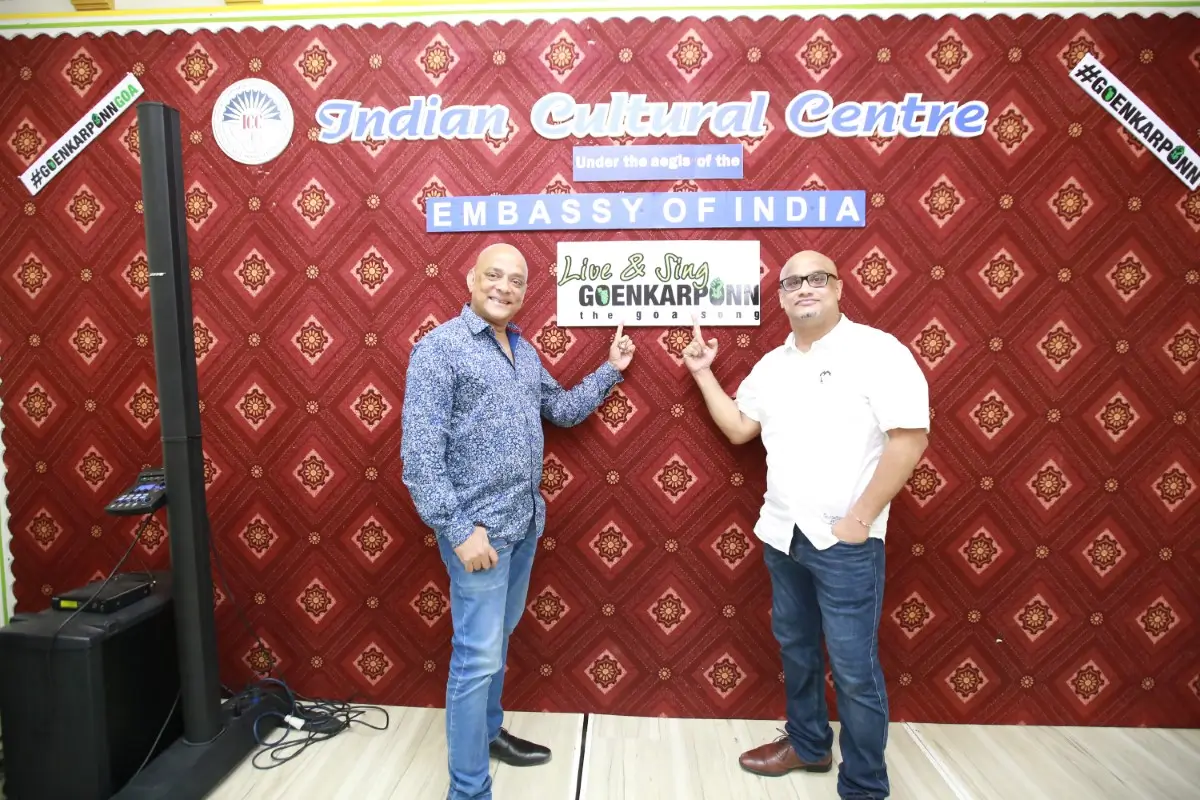 #GOENKARPONNGOA
ICC
Indian Cultural Centre
Under the aegis of the
EMBASSY OF INDIA
Live & Sing
GOENKARPONN
the goa song
#GOENKARPONN